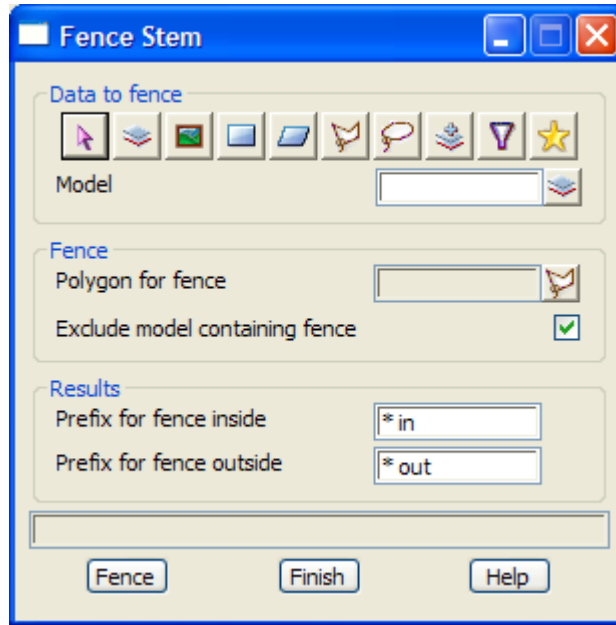 Fence Stem
Data to fence
Model
Fence
Polygon for fence
Exclude model containing fence
Results
Prefix for fence inside
* in
Prefix for fence outside
* out
Fence
Finish
Help